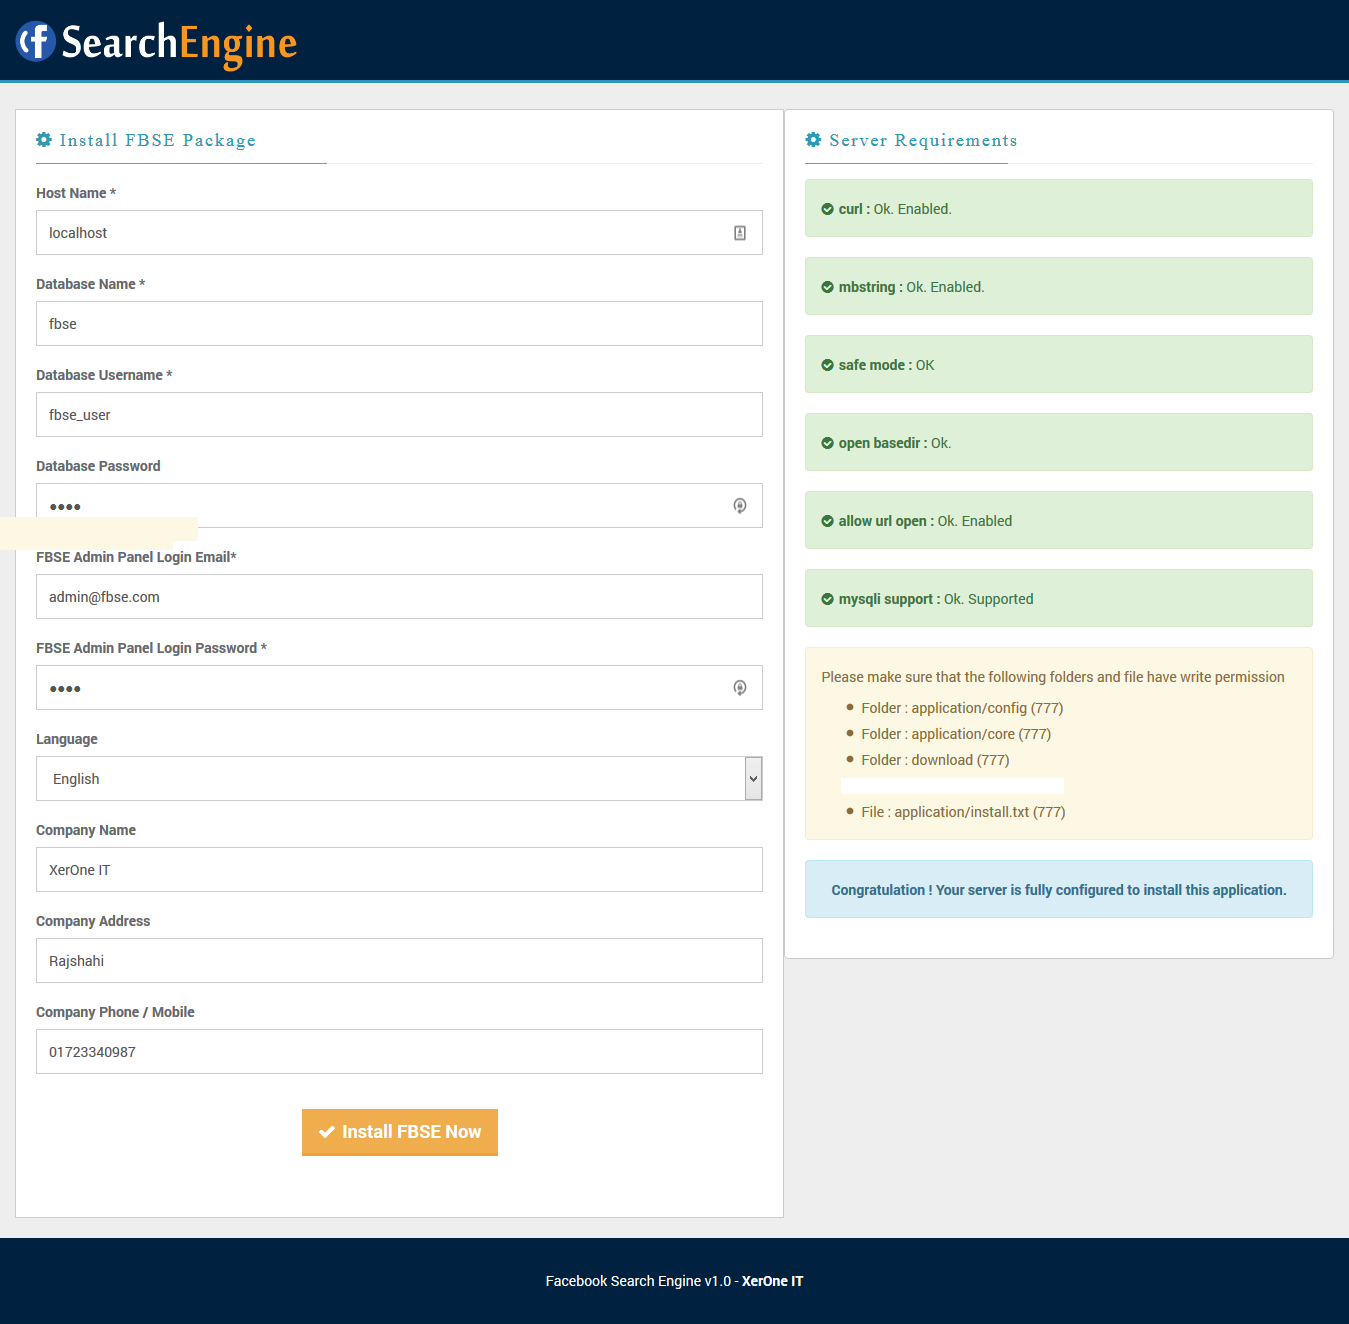 SearchEngine
Install FBSE Package
Host Name *
localhost
Database Name *
fbse
Database Username *
fbse_user
Database Password
••••
FBSE Admin Panel Login Email*
admin@fbse.com
FBSE Admin Panel Login Password *
••••
Language
English
Company Name
XerOne IT
Company Address
Rajshahi
Company Phone / Mobile
01723340987
Install FBSE Now
Server Requirements
curl : Ok. Enabled.
mbstring : Ok. Enabled.
safe mode : OK
open basedir : Ok.
allow url open : Ok. Enabled
mysqli support : Ok. Supported
Please make sure that the following folders and file have write permission
• Folder : application/config (777)
• Folder : application/core (777)
• Folder : download (777)
• File : application/install.txt (777)
Congratulation ! Your server is fully configured to install this application.
Facebook Search Engine v1.0 - XerOne IT